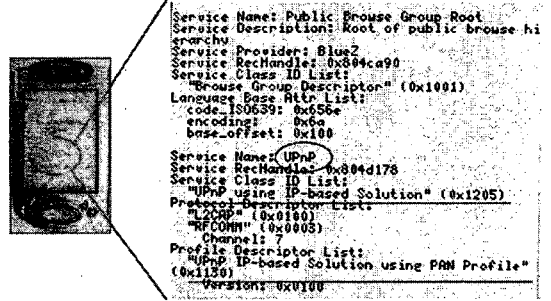 Service Name: Public Browse Group Root
Service Description: Root of public browse hi
erarchy
Service Provider: BlueZ
Service RecHandle: 0x804ca90
Service Class ID List:
"Browse Group Descriptor" (0x1001)
Language Base Attr List:
code_ISO639: 0x656e
encoding: 0x6a
base_offset: 0x100
Service Name: UPnP
Service RecHandle: 0x804d178
Service Class ID List:
"UPnP using IP-based Solution" (0x1205)
Protocol Descriptor List:
"L2CAP" (0x0100)
"RFCOMM" (0x0003)
Channel: 7
Profile Descriptor List:
"UPnP IP-based Solution using PAN Profile"
(0x1130)
Version: 0x0100